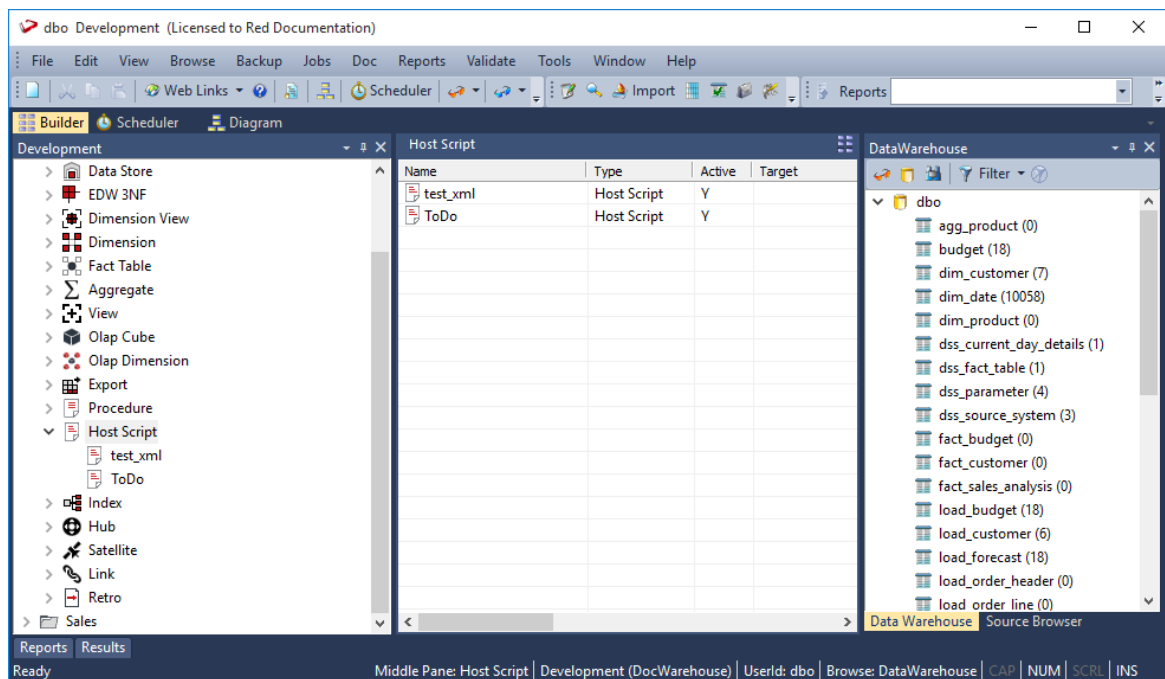 dbo Development (Licensed to Red Documentation)
File Edit View Browse Backup Jobs Doc Reports Validate Tools Window Help
Web Links Scheduler Import Reports
Builder Scheduler Diagram
Development
Data Store
EDW 3NF
Dimension View
Dimension
Fact Table
Aggregate
View
Olap Cube
Olap Dimension
Export
Procedure
Host Script
test_xml
ToDo
Index
Hub
Satellite
Link
Retro
Sales
Host Script
Name Type Active Target
test_xml Host Script Y
ToDo Host Script Y
DataWarehouse
Filter
dbo
agg_product (0)
budget (18)
dim_customer (7)
dim_date (10058)
dim_product (0)
dss_current_day_details (1)
dss_fact_table (1)
dss_parameter (4)
dss_source_system (3)
fact_budget (0)
fact_customer (0)
fact_sales_analysis (0)
load_budget (18)
load_customer (6)
load_forecast (18)
load_order_header (0)
load_order_line (0)
Data Warehouse Source Browser
Reports Results
Ready Middle Pane: Host Script Development (DocWarehouse) UserId: dbo Browse: DataWarehouse CAP NUM SCRL INS